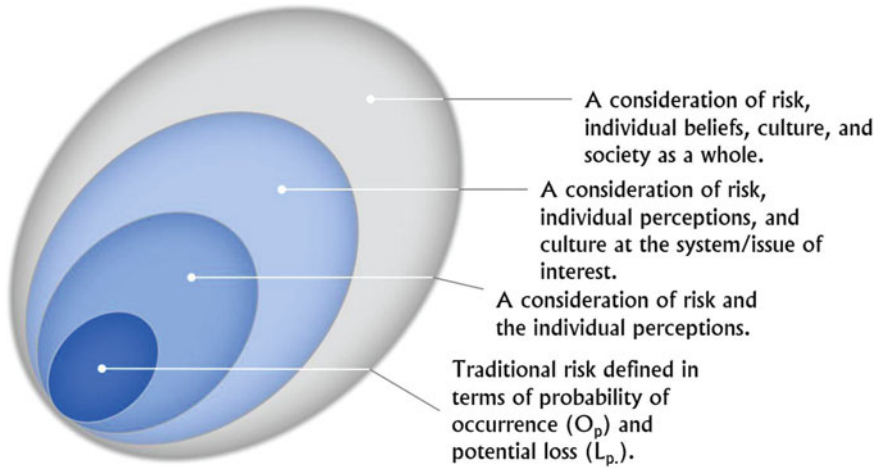 A consideration of risk,
individual beliefs, culture, and
society as a whole.
A consideration of risk,
individual perceptions, and
culture at the system/issue of
interest.
A consideration of risk and
the individual perceptions.
Traditional risk defined in
terms of probability of
occurrence (Oₚ) and
potential loss (Lₚ.).